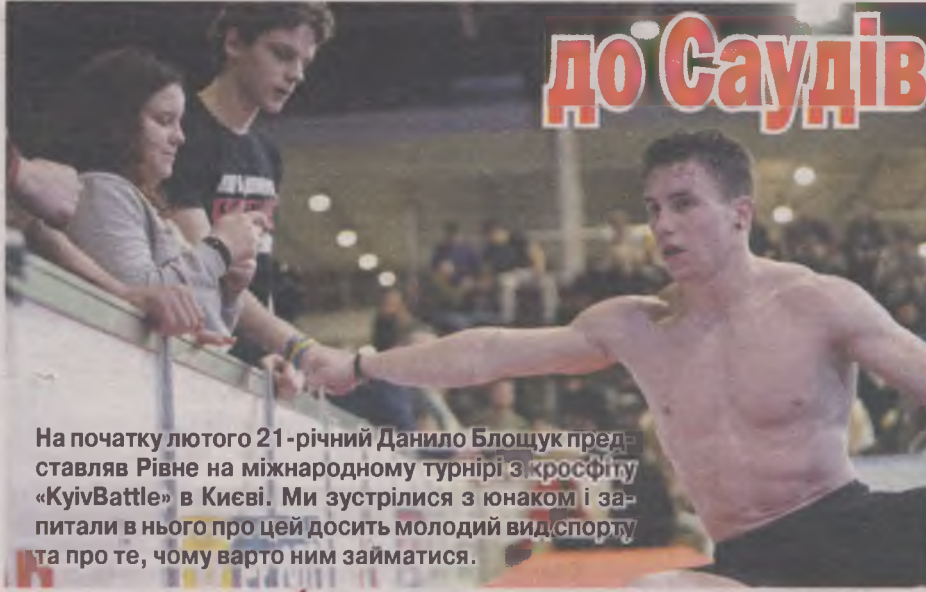 до Саудів
На початку лютого 21-річний Данило Блощук пред-
ставляв Рівне на міжнародному турнірі з кросфіту
«KyivBattle» в Києві. Ми зустрілися з юнаком і за-
питали в нього про цей досить молодий вид спорту
та про те, чому варто ним займатися.